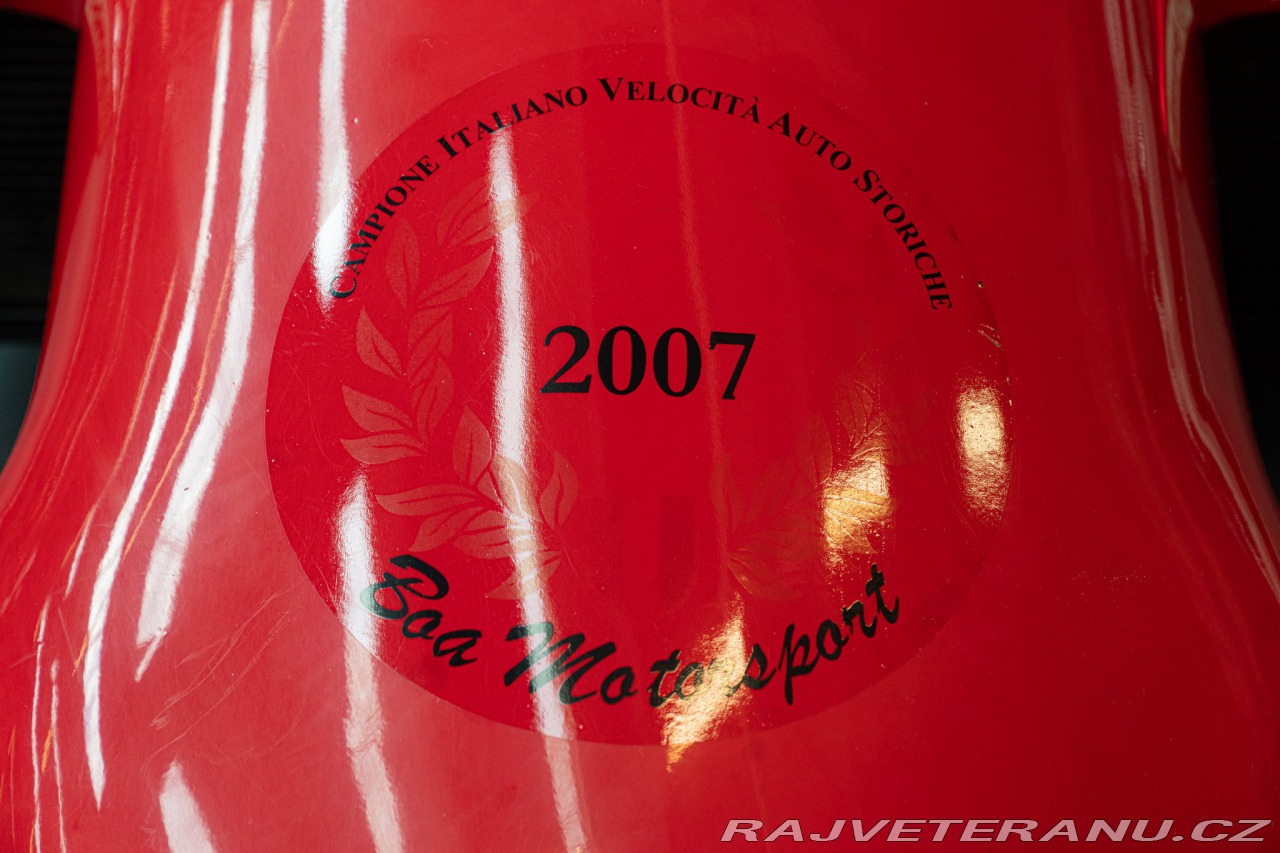 Campione Italiano Velocità Auto Storiche
2007
Boa Motorsport
RAJVETERANU.CZ